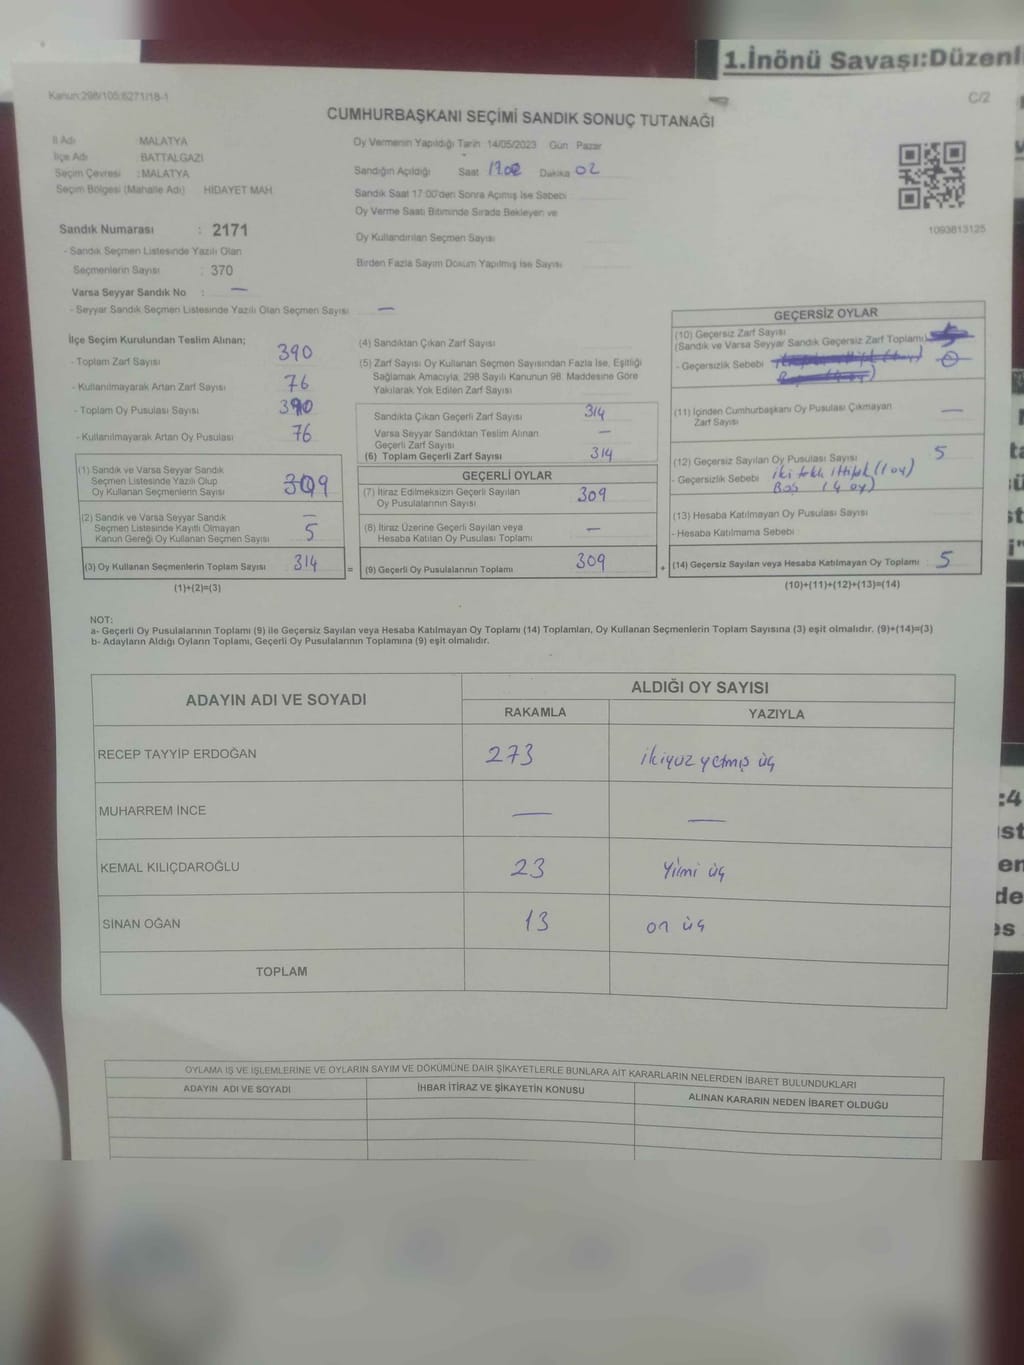 1.İnönü Savaşı:Düzenl
Kanun:298/105;6271/18-1
C/2
CUMHURBAŞKANI SEÇİMİ SANDIK SONUÇ TUTANAĞI
İl Adı MALATYA
İlçe Adı BATTALGAZİ
Seçim Çevresi : MALATYA
Seçim Bölgesi (Mahalle Adı) HİDAYET MAH.
Oy Vermenin Yapıldığı Tarih 14/05/2023 Gün Pazar
Sandığın Açıldığı Saat Dakika 02
Sandık Saat 17:00'den Sonra Açılmış İse Sebebi
Oy Verme Saati Bitiminde Sırada Bekleyen ve
Oy Kullandırılan Seçmen Sayısı
Birden Fazla Sayım Döküm Yapılmış İse Sayısı
1093813125
Sandık Numarası : 2171
- Sandık Seçmen Listesinde Yazılı Olan
Seçmenlerin Sayısı : 370
Varsa Seyyar Sandık No : —
- Seyyar Sandık Seçmen Listesinde Yazılı Olan Seçmen Sayısı —
İlçe Seçim Kurulundan Teslim Alınan;
- Toplam Zarf Sayısı 390
- Kullanılmayarak Artan Zarf Sayısı 76
- Toplam Oy Pusulası Sayısı 390
- Kullanılmayarak Artan Oy Pusulası 76
(1) Sandık ve Varsa Seyyar Sandık
Seçmen Listesinde Yazılı Olup
Oy Kullanan Seçmenlerin Sayısı 309
(2) Sandık ve Varsa Seyyar Sandık —
Seçmen Listesinde Kayıtlı Olmayan
Kanun Gereği Oy Kullanan Seçmen Sayısı 5
(3) Oy Kullanan Seçmenlerin Toplam Sayısı 314
(1)+(2)=(3)
(4) Sandıktan Çıkan Zarf Sayısı
(5) Zarf Sayısı Oy Kullanan Seçmen Sayısından Fazla İse, Eşitliği
Sağlamak Amacıyla, 298 Sayılı Kanunun 98. Maddesine Göre
Yakılarak Yok Edilen Zarf Sayısı
Sandıkta Çıkan Geçerli Zarf Sayısı 314
Varsa Seyyar Sandıktan Teslim Alınan —
Geçerli Zarf Sayısı
(6) Toplam Geçerli Zarf Sayısı 314
GEÇERLİ OYLAR
(7) İtiraz Edilmeksizin Geçerli Sayılan
Oy Pusulalarının Sayısı 309
(8) İtiraz Üzerine Geçerli Sayılan veya —
Hesaba Katılan Oy Pusulası Toplamı
= (9) Geçerli Oy Pusulalarının Toplamı 309
GEÇERSİZ OYLAR
(10) Geçersiz Zarf Sayısı
(Sandık ve Varsa Seyyar Sandık Geçersiz Zarf Toplamı)
- Geçersizlik Sebebi
(11) İçinden Cumhurbaşkanı Oy Pusulası Çıkmayan —
Zarf Sayısı
(12) Geçersiz Sayılan Oy Pusulası Sayısı 5
- Geçersizlik Sebebi iki farklı ittifak (1 oy)
Boş (4 oy)
(13) Hesaba Katılmayan Oy Pusulası Sayısı
- Hesaba Katılmama Sebebi
+ (14) Geçersiz Sayılan veya Hesaba Katılmayan Oy Toplamı : 5
(10)+(11)+(12)+(13)=(14)
NOT:
a- Geçerli Oy Pusulalarının Toplamı (9) ile Geçersiz Sayılan veya Hesaba Katılmayan Oy Toplamı (14) Toplamları, Oy Kullanan Seçmenlerin Toplam Sayısına (3) eşit olmalıdır. (9)+(14)=(3)
b- Adayların Aldığı Oyların Toplamı, Geçerli Oy Pusulalarının Toplamına (9) eşit olmalıdır.
ADAYIN ADI VE SOYADI
ALDIĞI OY SAYISI
RAKAMLA YAZIYLA
RECEP TAYYİP ERDOĞAN 273 ikiyüz yetmiş üç
MUHARREM İNCE — —
KEMAL KILIÇDAROĞLU 23 Yirmi üç
SİNAN OĞAN 13 on üç
TOPLAM
OYLAMA İŞ VE İŞLEMLERİNE VE OYLARIN SAYIM VE DÖKÜMÜNE DAİR ŞİKAYETLERLE BUNLARA AİT KARARLARIN NELERDEN İBARET BULUNDUKLARI
ADAYIN ADI VE SOYADI İHBAR İTİRAZ VE ŞİKAYETİN KONUSU ALINAN KARARIN NEDEN İBARET OLDUĞU